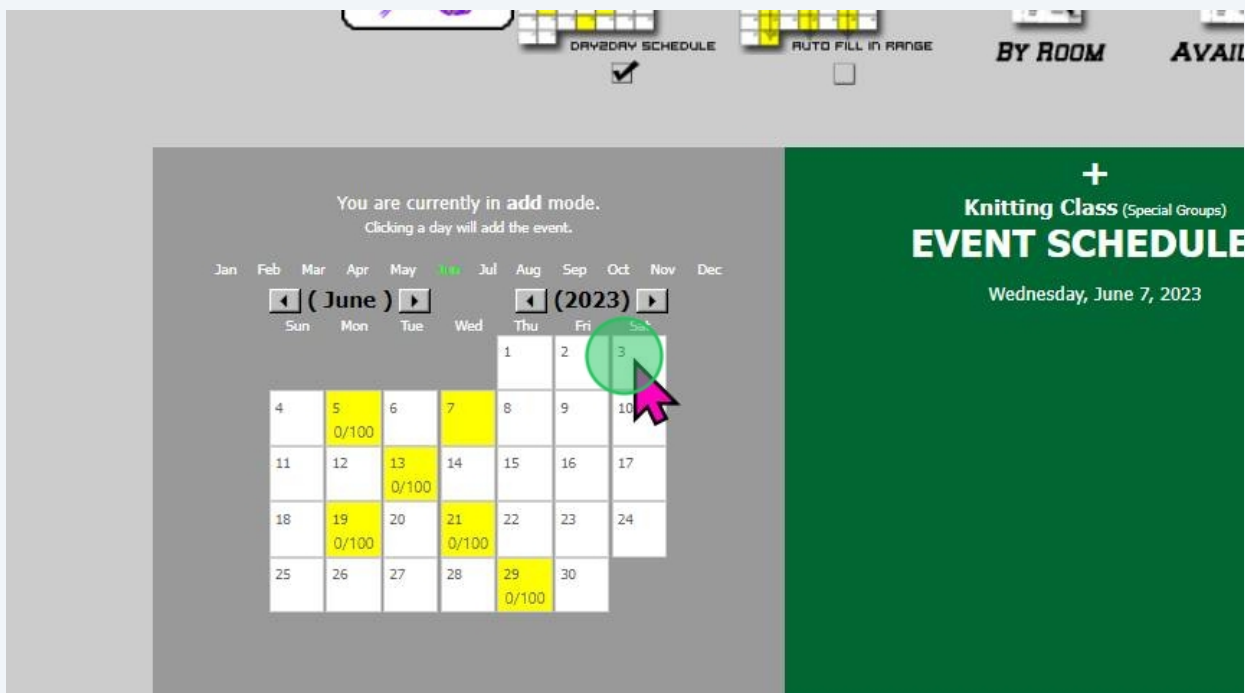 DAY2DAY SCHEDULE
AUTO FILL IN RANGE
BY ROOM
You are currently in add mode.
Clicking a day will add the event.
Jan Feb Mar Apr May Jun Jul Aug Sep Oct Nov Dec
( June ) (2023)
Sun Mon Tue Wed Thu Fri Sat
1 2 3
4 5 6 7 8 9 10
0/100
11 12 13 14 15 16 17
0/100
18 19 20 21 22 23 24
0/100 0/100
25 26 27 28 29 30
0/100
+
Knitting Class (Special Groups)
EVENT SCHEDULE
Wednesday, June 7, 2023